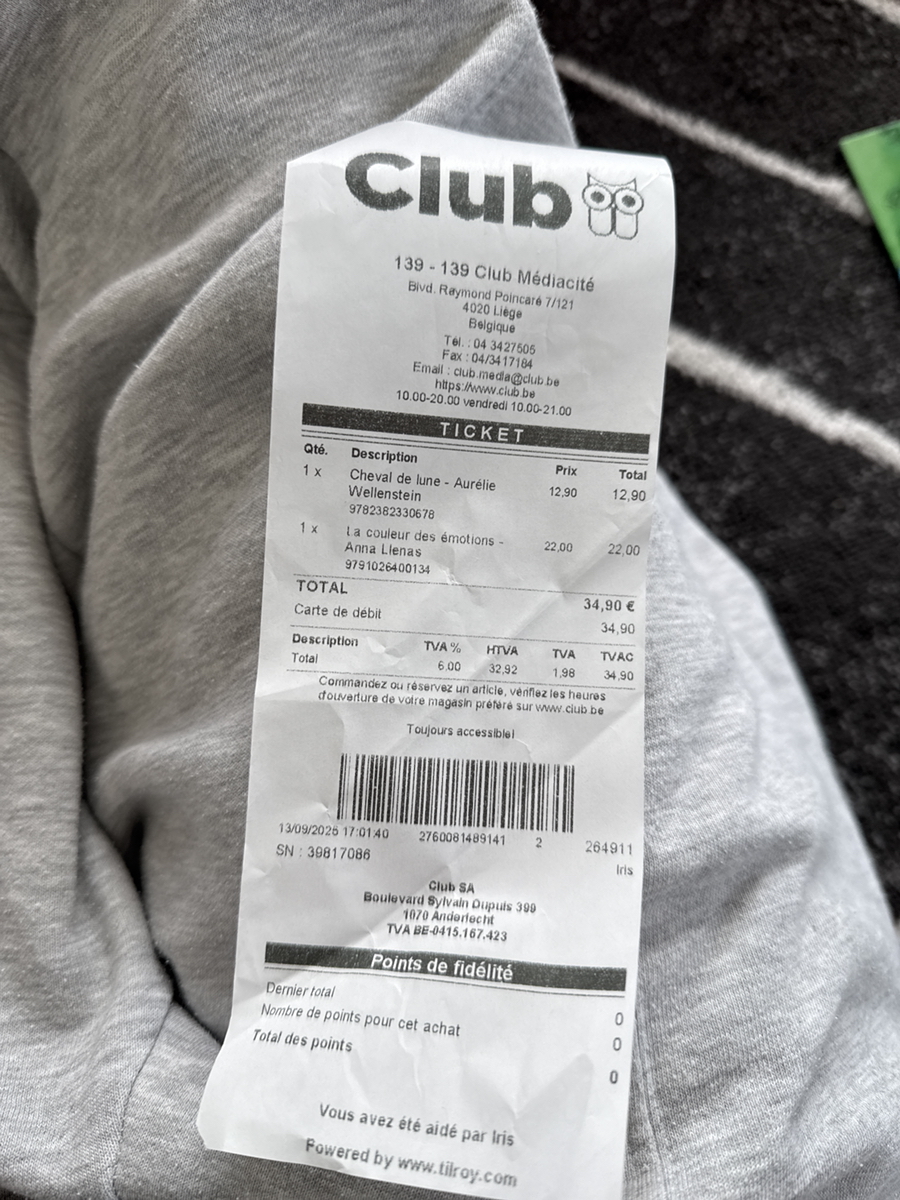 Club
139 - 139 Club Médiacité
Blvd. Raymond Poincaré 7/121
4020 Liège
Belgique
Tél. : 04 3427505
Fax : 04/3417164
Email : club.media@club.be
https://www.club.be
10.00-20.00 vendredi 10.00-21.00
TICKET
Qté. Description Prix Total
1 x Cheval de lune - Aurélie 12,90 12,90
Wellenstein
9782382330678
1 x La couleur des émotions - 22,00 22,00
Anna Llenas
9791026400134
TOTAL 34,90 €
Carte de débit 34,90
Description TVA % HTVA TVA TVAC
Total 6,00 32,92 1,98 34,90
Commandez ou réservez un article, vérifiez les heures
d'ouverture de votre magasin préféré sur www.club.be
Toujours accessible!
13/09/2025 17:01:40 2760081489141 2 264911
SN : 39817086 Iris
Club SA
Boulevard Sylvain Dupuis 399
1070 Anderlecht
TVA BE-0415.167.423
Points de fidélité
Dernier total 0
Nombre de points pour cet achat 0
Total des points 0
Vous avez été aidé par Iris
Powered by www.tilroy.com